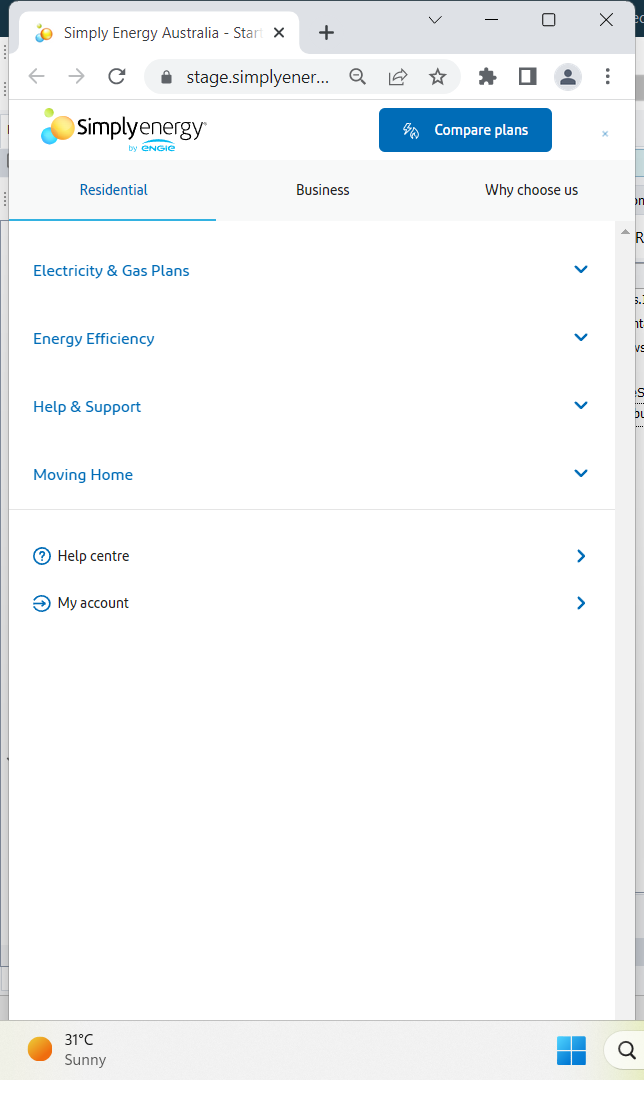 Simply Energy Australia - Start
stage.simplyener...
Simplyenergy
by ENGIE
Compare plans
Residential
Business
Why choose us
Electricity & Gas Plans
Energy Efficiency
Help & Support
Moving Home
Help centre
My account
31°C
Sunny